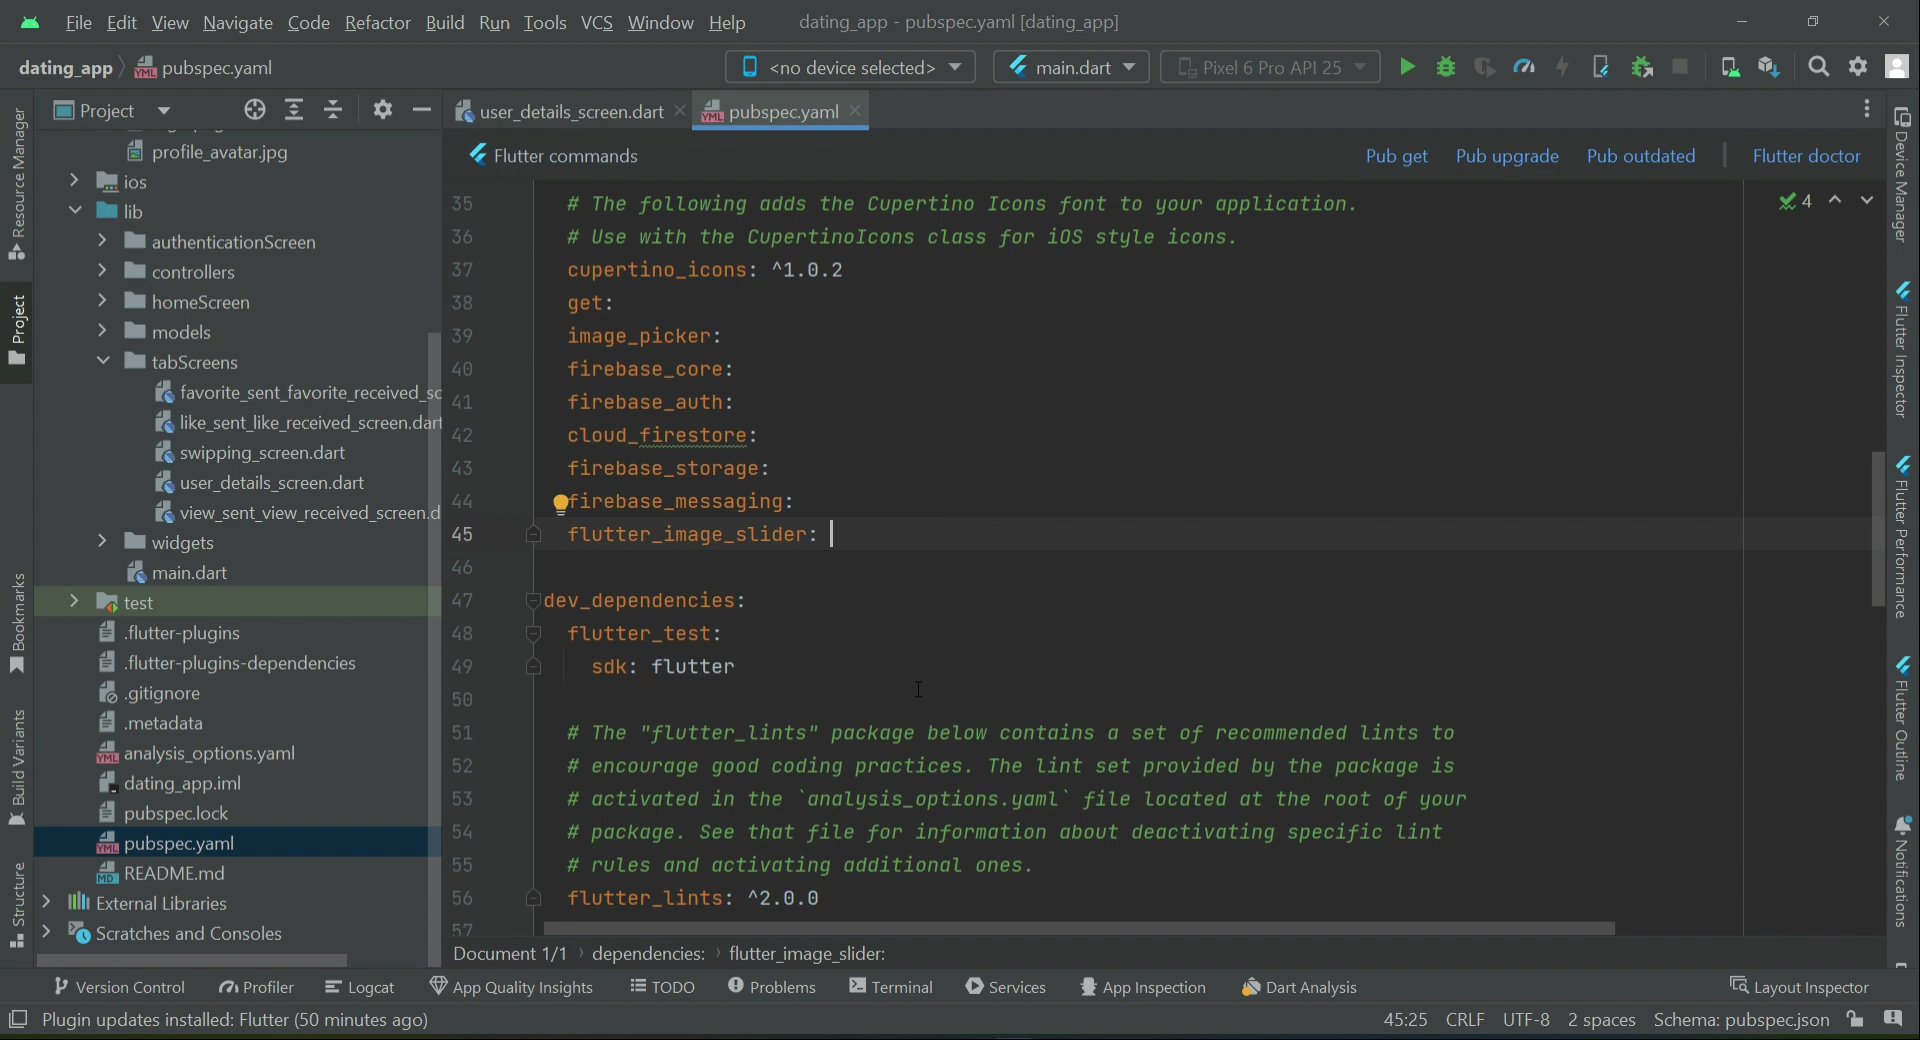 File Edit View Navigate Code Refactor Build Run Tools VCS Window Help dating_app - pubspec.yaml [dating_app]
dating_app pubspec.yaml <no device selected> main.dart Pixel 6 Pro API 25
Project user_details_screen.dart pubspec.yaml
Flutter commands Pub get Pub upgrade Pub outdated Flutter doctor
Resource Manager
Project
Bookmarks
Build Variants
Structure
profile_avatar.jpg
ios
lib
authenticationScreen
controllers
homeScreen
models
tabScreens
favorite_sent_favorite_received_sc
like_sent_like_received_screen.dart
swipping_screen.dart
user_details_screen.dart
view_sent_view_received_screen.d
widgets
main.dart
test
.flutter-plugins
.flutter-plugins-dependencies
.gitignore
.metadata
analysis_options.yaml
dating_app.iml
pubspec.lock
pubspec.yaml
README.md
External Libraries
Scratches and Consoles
4
35 # The following adds the Cupertino Icons font to your application.
36 # Use with the CupertinoIcons class for iOS style icons.
37 cupertino_icons: ^1.0.2
38 get:
39 image_picker:
40 firebase_core:
41 firebase_auth:
42 cloud_firestore:
43 firebase_storage:
44 firebase_messaging:
45 flutter_image_slider:
46
47 dev_dependencies:
48 flutter_test:
49 sdk: flutter
50
51 # The "flutter_lints" package below contains a set of recommended lints to
52 # encourage good coding practices. The lint set provided by the package is
53 # activated in the `analysis_options.yaml` file located at the root of your
54 # package. See that file for information about deactivating specific lint
55 # rules and activating additional ones.
56 flutter_lints: ^2.0.0
57
Document 1/1 dependencies: flutter_image_slider:
Device Manager
Flutter Inspector
Flutter Performance
Flutter Outline
Notifications
Version Control Profiler Logcat App Quality Insights TODO Problems Terminal Services App Inspection Dart Analysis Layout Inspector
Plugin updates installed: Flutter (50 minutes ago) 45:25 CRLF UTF-8 2 spaces Schema: pubspec.json